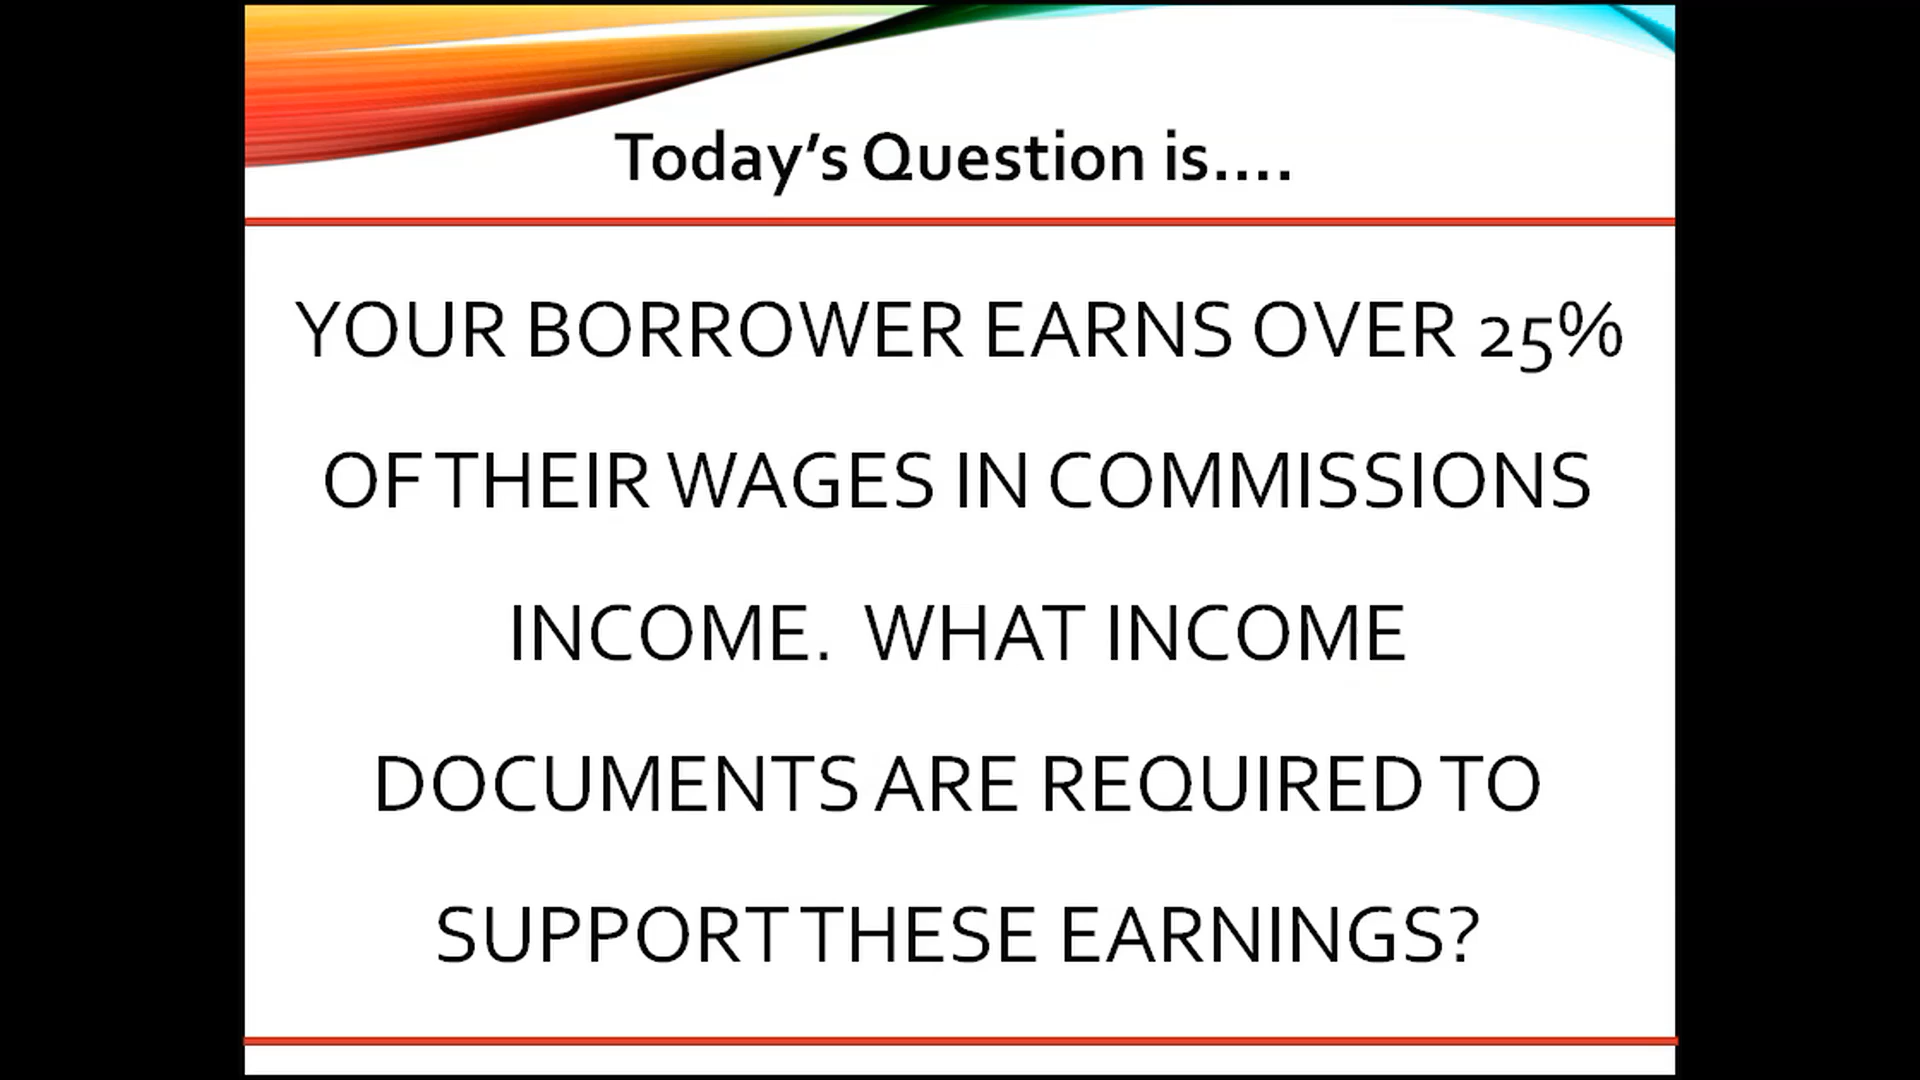 Today's Question is....
YOUR BORROWER EARNS OVER 25%
OF THEIR WAGES IN COMMISSIONS
INCOME.  WHAT INCOME
DOCUMENTS ARE REQUIRED TO
SUPPORT THESE EARNINGS?